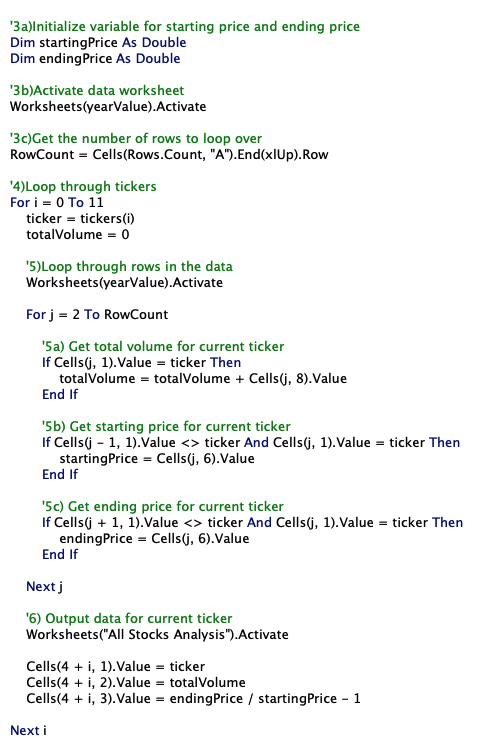 '3a)Initialize variable for starting price and ending price
Dim startingPrice As Double
Dim endingPrice As Double
'3b)Activate data worksheet
Worksheets(yearValue).Activate
'3c)Get the number of rows to loop over
RowCount = Cells(Rows.Count, "A").End(xlUp).Row
'4)Loop through tickers
For i = 0 To 11
ticker = tickers(i)
totalVolume = 0
'5)Loop through rows in the data
Worksheets(yearValue).Activate
For j = 2 To RowCount
'5a) Get total volume for current ticker
If Cells(j, 1).Value = ticker Then
totalVolume = totalVolume + Cells(j, 8).Value
End If
'5b) Get starting price for current ticker
If Cells(j - 1, 1).Value <> ticker And Cells(j, 1).Value = ticker Then
startingPrice = Cells(j, 6).Value
End If
'5c) Get ending price for current ticker
If Cells(j + 1, 1).Value <> ticker And Cells(j, 1).Value = ticker Then
endingPrice = Cells(j, 6).Value
End If
Next j
'6) Output data for current ticker
Worksheets("All Stocks Analysis").Activate
Cells(4 + i, 1).Value = ticker
Cells(4 + i, 2).Value = totalVolume
Cells(4 + i, 3).Value = endingPrice / startingPrice - 1
Next i